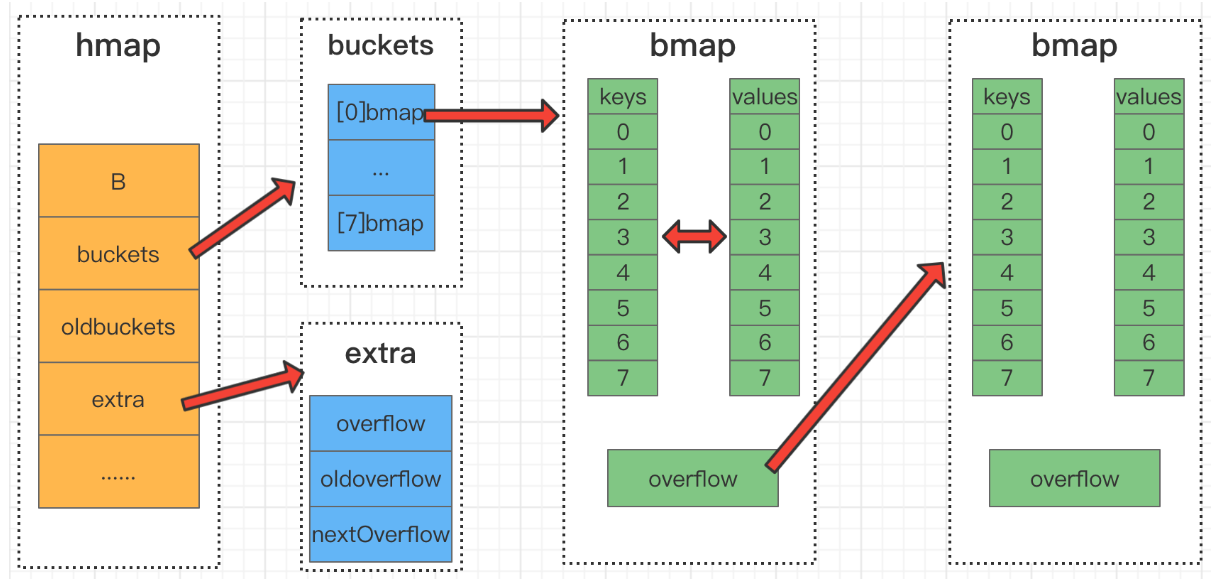 hmap
B
buckets
oldbuckets
extra
......
buckets
[0]bmap
...
[7]bmap
extra
overflow
oldoverflow
nextOverflow
bmap
keys values
0 0
1 1
2 2
3 3
4 4
5 5
6 6
7 7
overflow
bmap
keys values
0 0
1 1
2 2
3 3
4 4
5 5
6 6
7 7
overflow